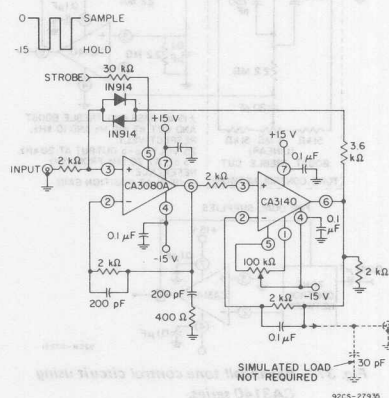 0
SAMPLE
-15
HOLD
30 kΩ
STROBE
IN914
IN914
+15 V
+15 V
0.1 μF
3.6 kΩ
INPUT
2 kΩ
3
+
5
7
CA3080A
6
2 kΩ
3
+
7
CA3140
6
2
−
4
2
−
4
0.1 μF
5
1
0.1 μF
-15 V
100 kΩ
2 kΩ
2 kΩ
200 pF
200 pF
-15 V
2 kΩ
400 Ω
0.1 μF
30 pF
SIMULATED LOAD
NOT REQUIRED
92CS-27935